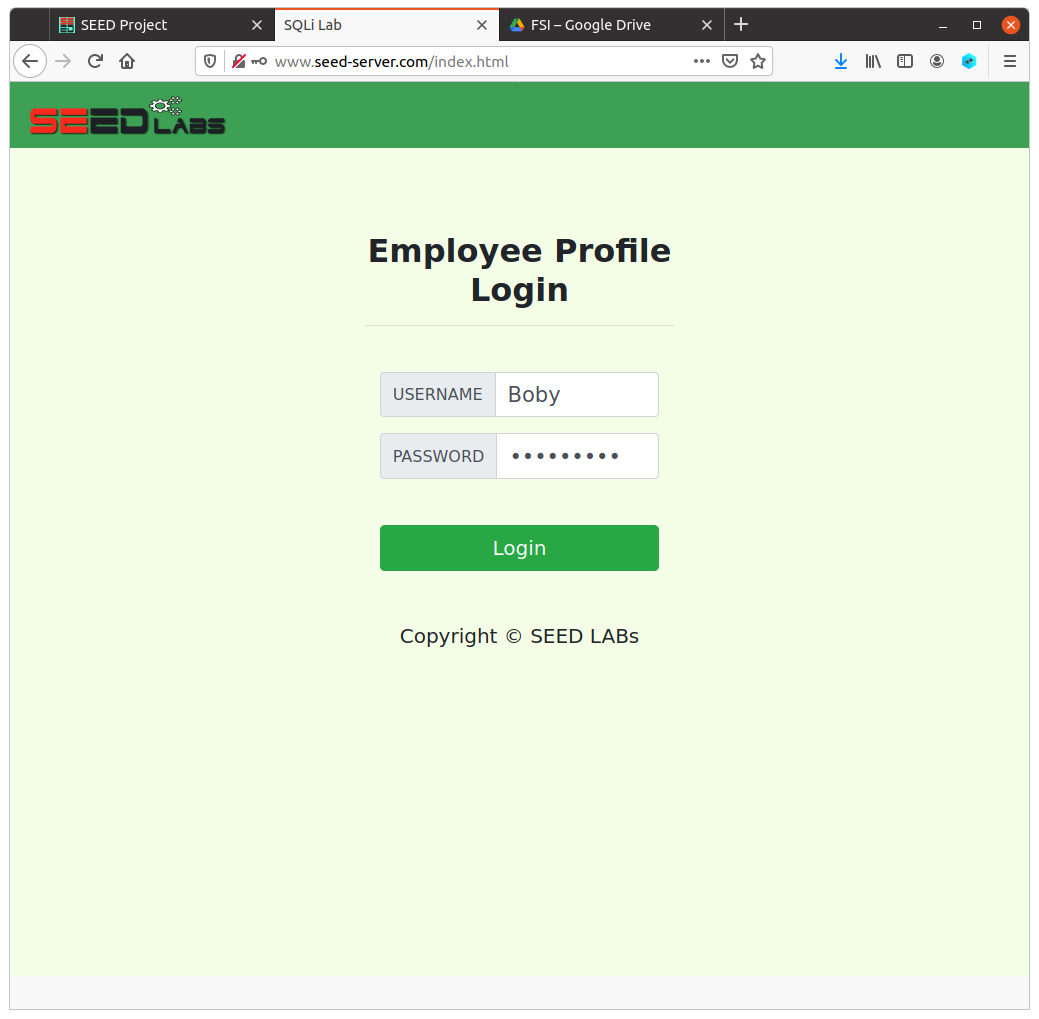 SEED Project
SQLi Lab
FSI – Google Drive
www.seed-server.com/index.html
SEED LABS
Employee Profile
Login
USERNAME Boby
PASSWORD •••••••••
Login
Copyright © SEED LABs